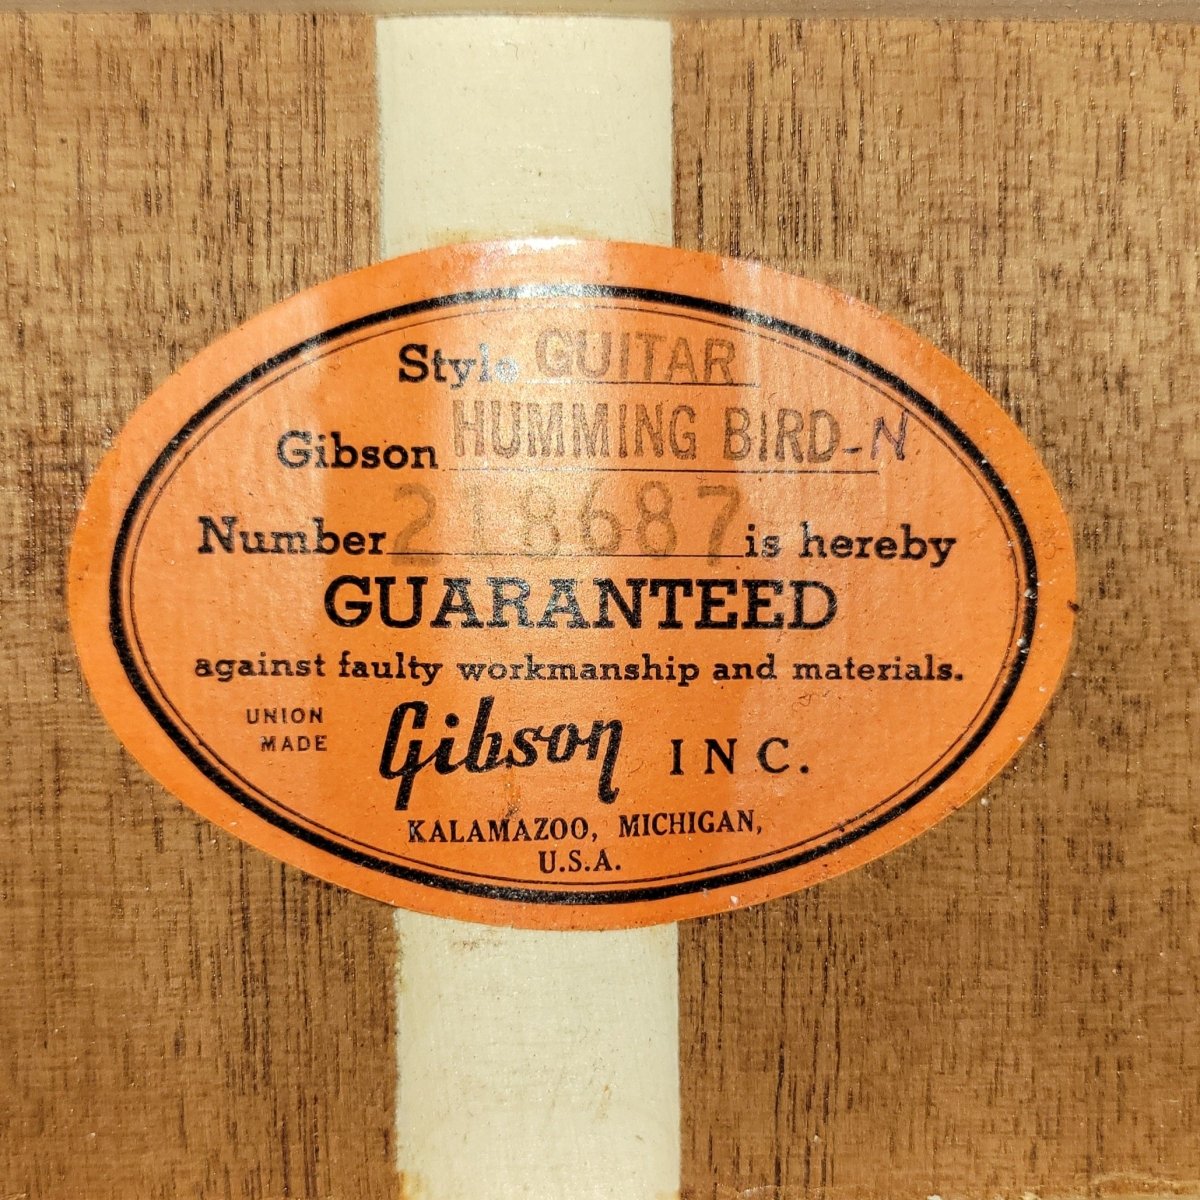 Style GUITAR
Gibson HUMMING BIRD-N
Number 218687 is hereby
GUARANTEED
against faulty workmanship and materials.
UNION MADE
Gibson INC.
KALAMAZOO, MICHIGAN,
U.S.A.